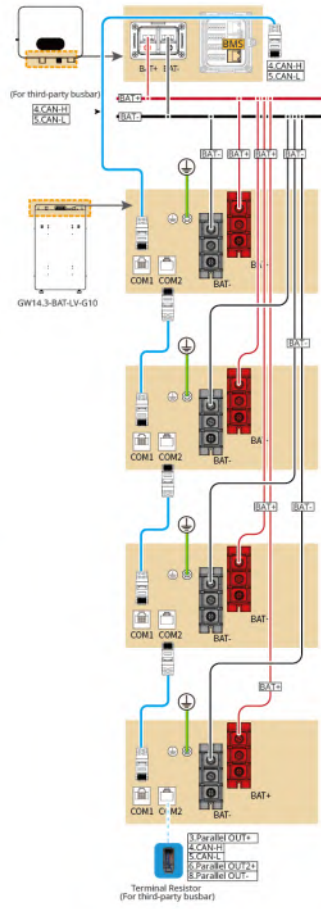 BMS
BAT+ BAT-
4.CAN-H
5.CAN-L
(For third-party busbar)
4.CAN-H
5.CAN-L
BAT+
BAT-
BAT-
BAT+
BAT+
BAT-
GW14.3-BAT-LV-G10
COM1 COM2
BAT-
BAT-
BAT-
COM1 COM2
BAT-
BAT-
BAT+
BAT-
COM1 COM2
BAT-
BAT-
BAT+
COM1 COM2
BAT-
BAT+
3.Parallel OUT+
4.CAN-H
5.CAN-L
6.Parallel OUT2+
8.Parallel OUT-
Terminal Resistor
(For third-party busbar)